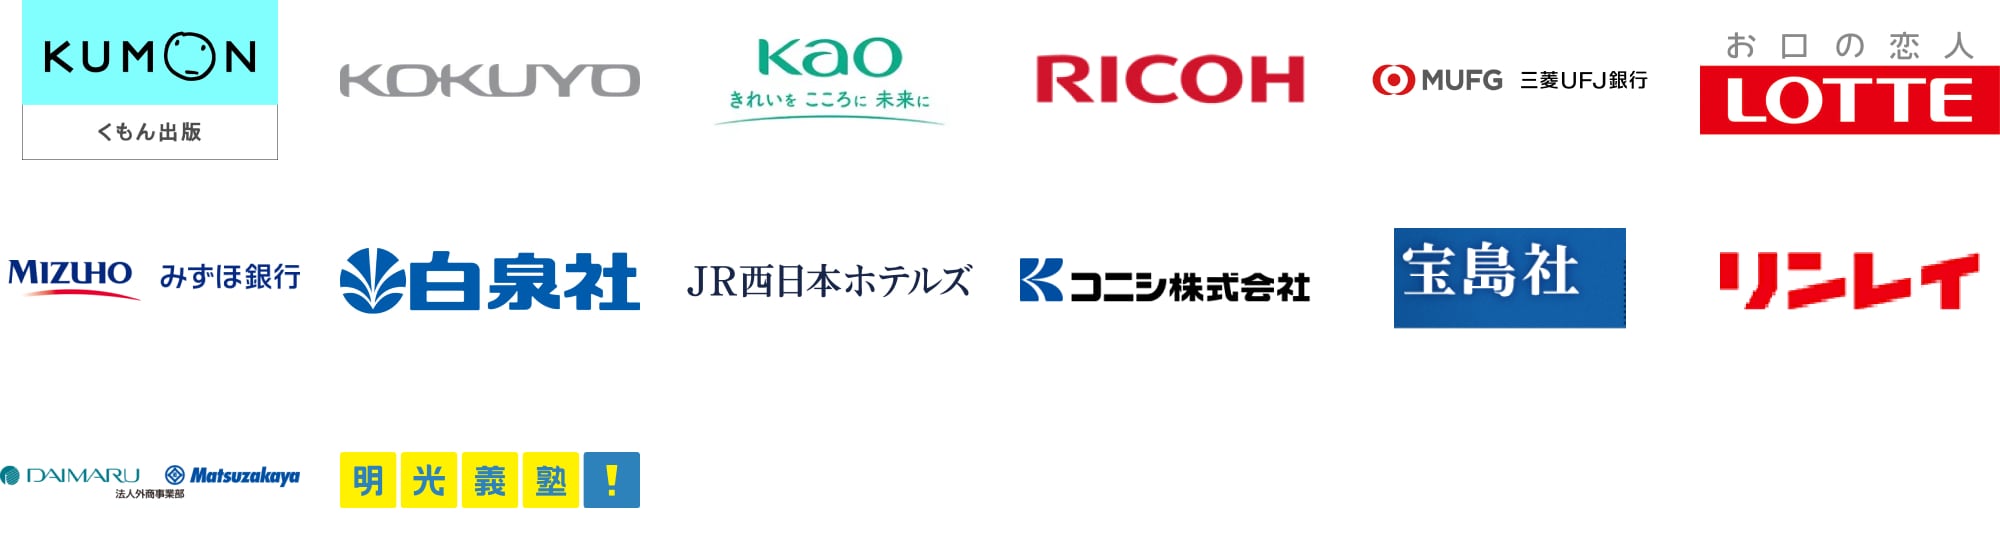 KUMON
くもん出版
KOKUYO
Kao
きれいを こころに 未来に
RICOH
MUFG 三菱UFJ銀行
お口の恋人
LOTTE
MIZUHO みずほ銀行
白泉社
JR西日本ホテルズ
コニシ株式会社
宝島社
リンレイ
DAIMARU Matsuzakaya
法人外商事業部
明光義塾!